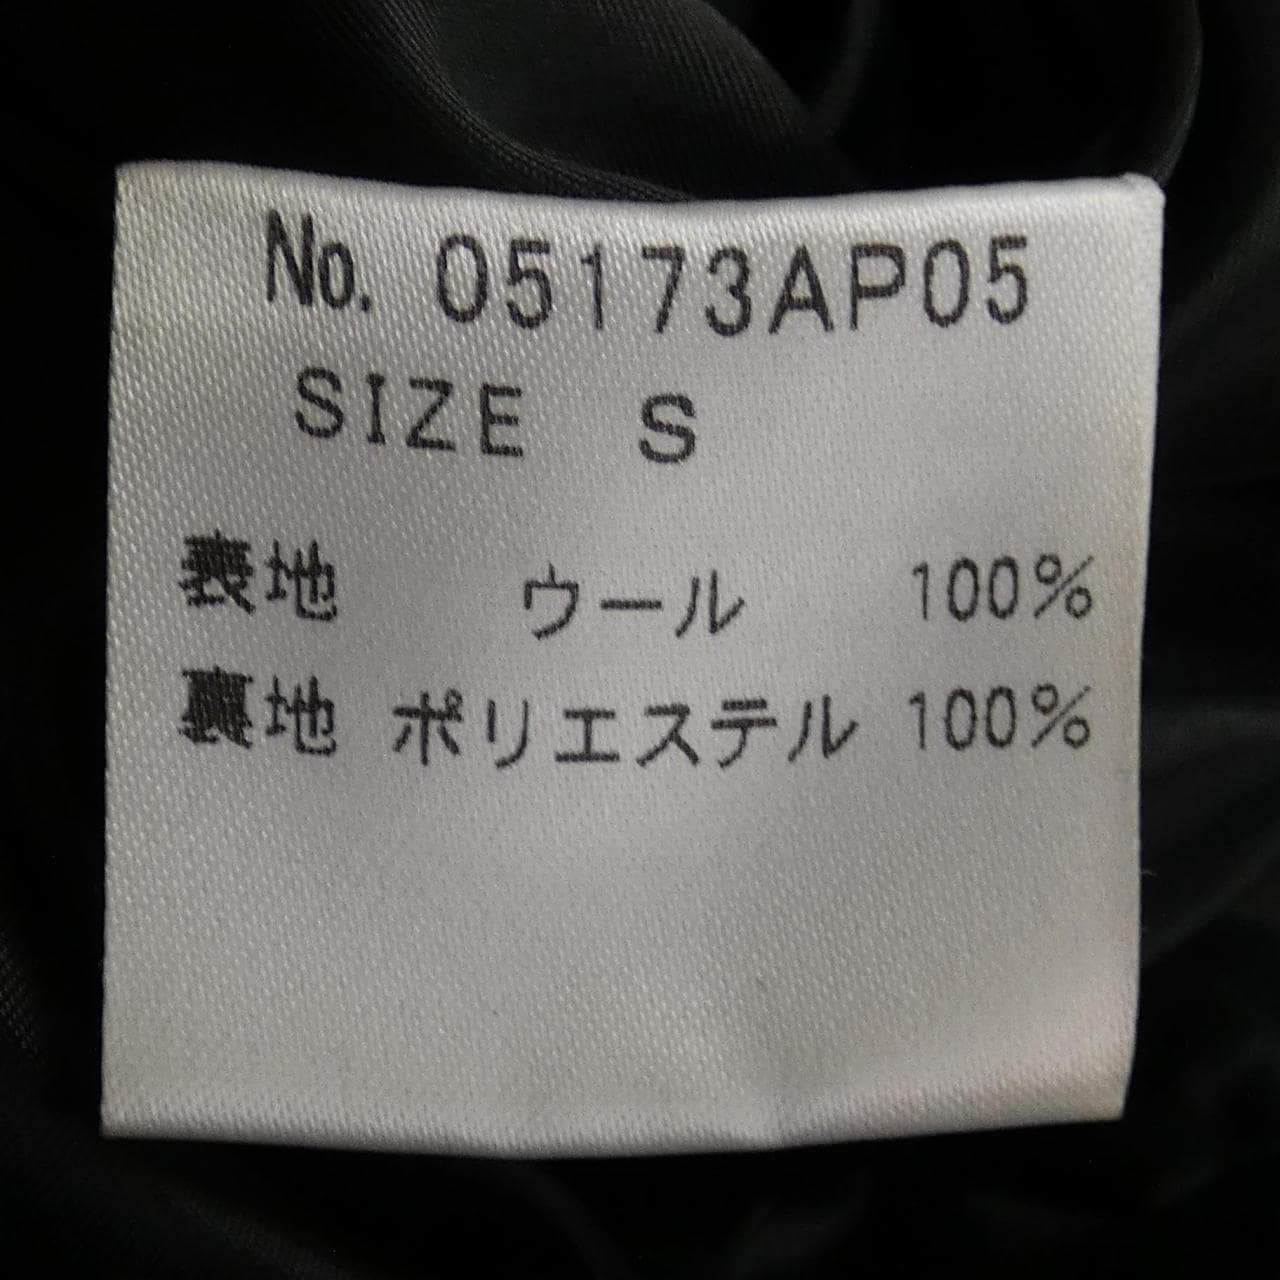 No. 05173AP05
SIZE S
表地 ウール 100%
裏地 ポリエステル 100%